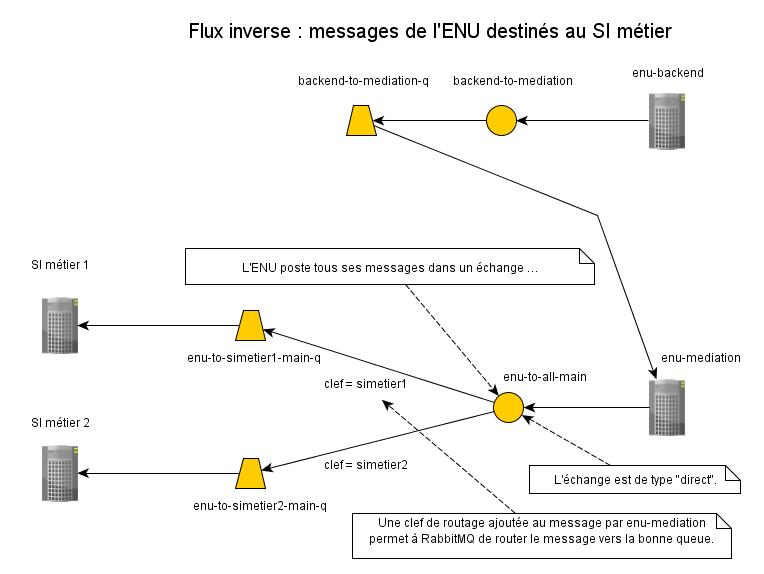 Flux inverse : messages de l'ENU destinés au SI métier
enu-backend
backend-to-mediation-q
backend-to-mediation
L'ENU poste tous ses messages dans un échange ...
SI métier 1
enu-to-simetier1-main-q
enu-mediation
enu-to-all-main
clef = simetier1
SI métier 2
clef = simetier2
L'échange est de type "direct".
enu-to-simetier2-main-q
Une clef de routage ajoutée au message par enu-mediation
permet à RabbitMQ de router le message vers la bonne queue.